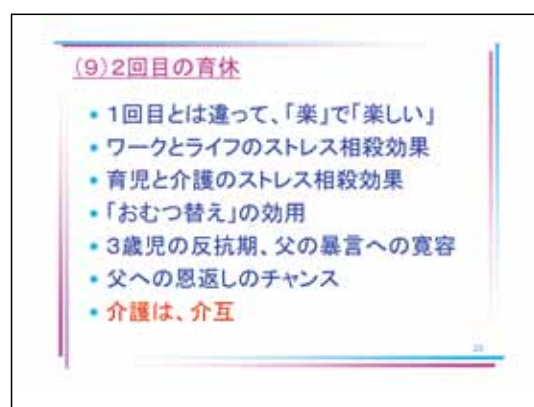 (9)2回目の育休
• 1回目とは違って、「楽」で「楽しい」
• ワークとライフのストレス相殺効果
• 育児と介護のストレス相殺効果
• 「おむつ替え」の効用
• 3歳児の反抗期、父の暴言への寛容
• 父への恩返しのチャンス
• 介護は、介互